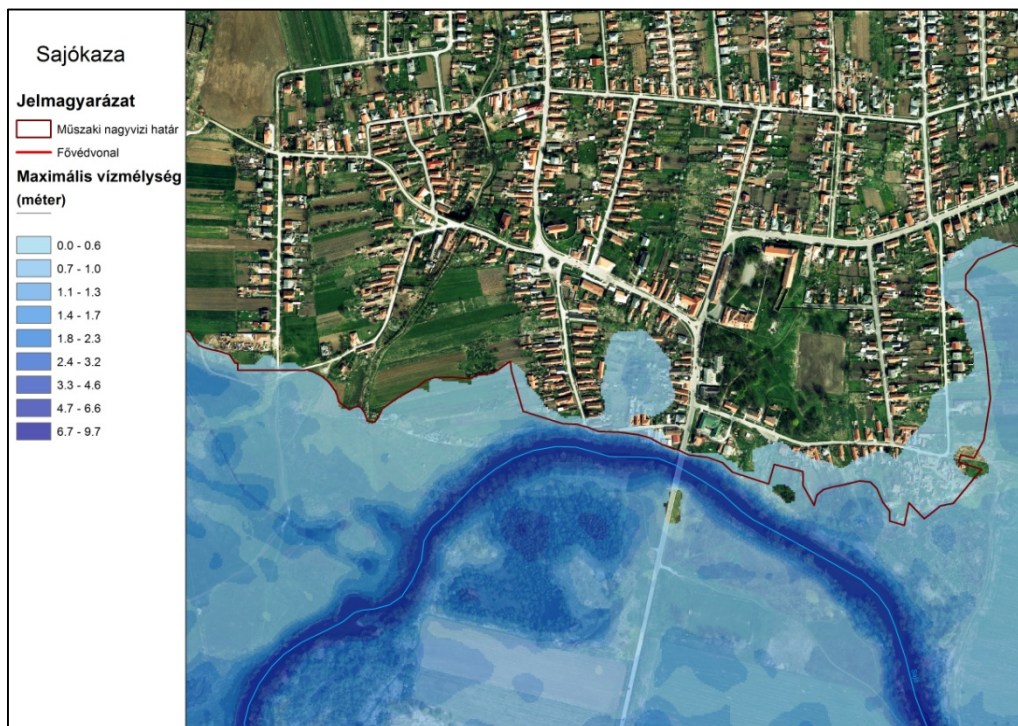 Sajókaza
Jelmagyarázat
Műszaki nagyvizi határ
Fővédvonal
Maximális vízmélység
(méter)
0.0 - 0.6
0.7 - 1.0
1.1 - 1.3
1.4 - 1.7
1.8 - 2.3
2.4 - 3.2
3.3 - 4.6
4.7 - 6.6
6.7 - 9.7